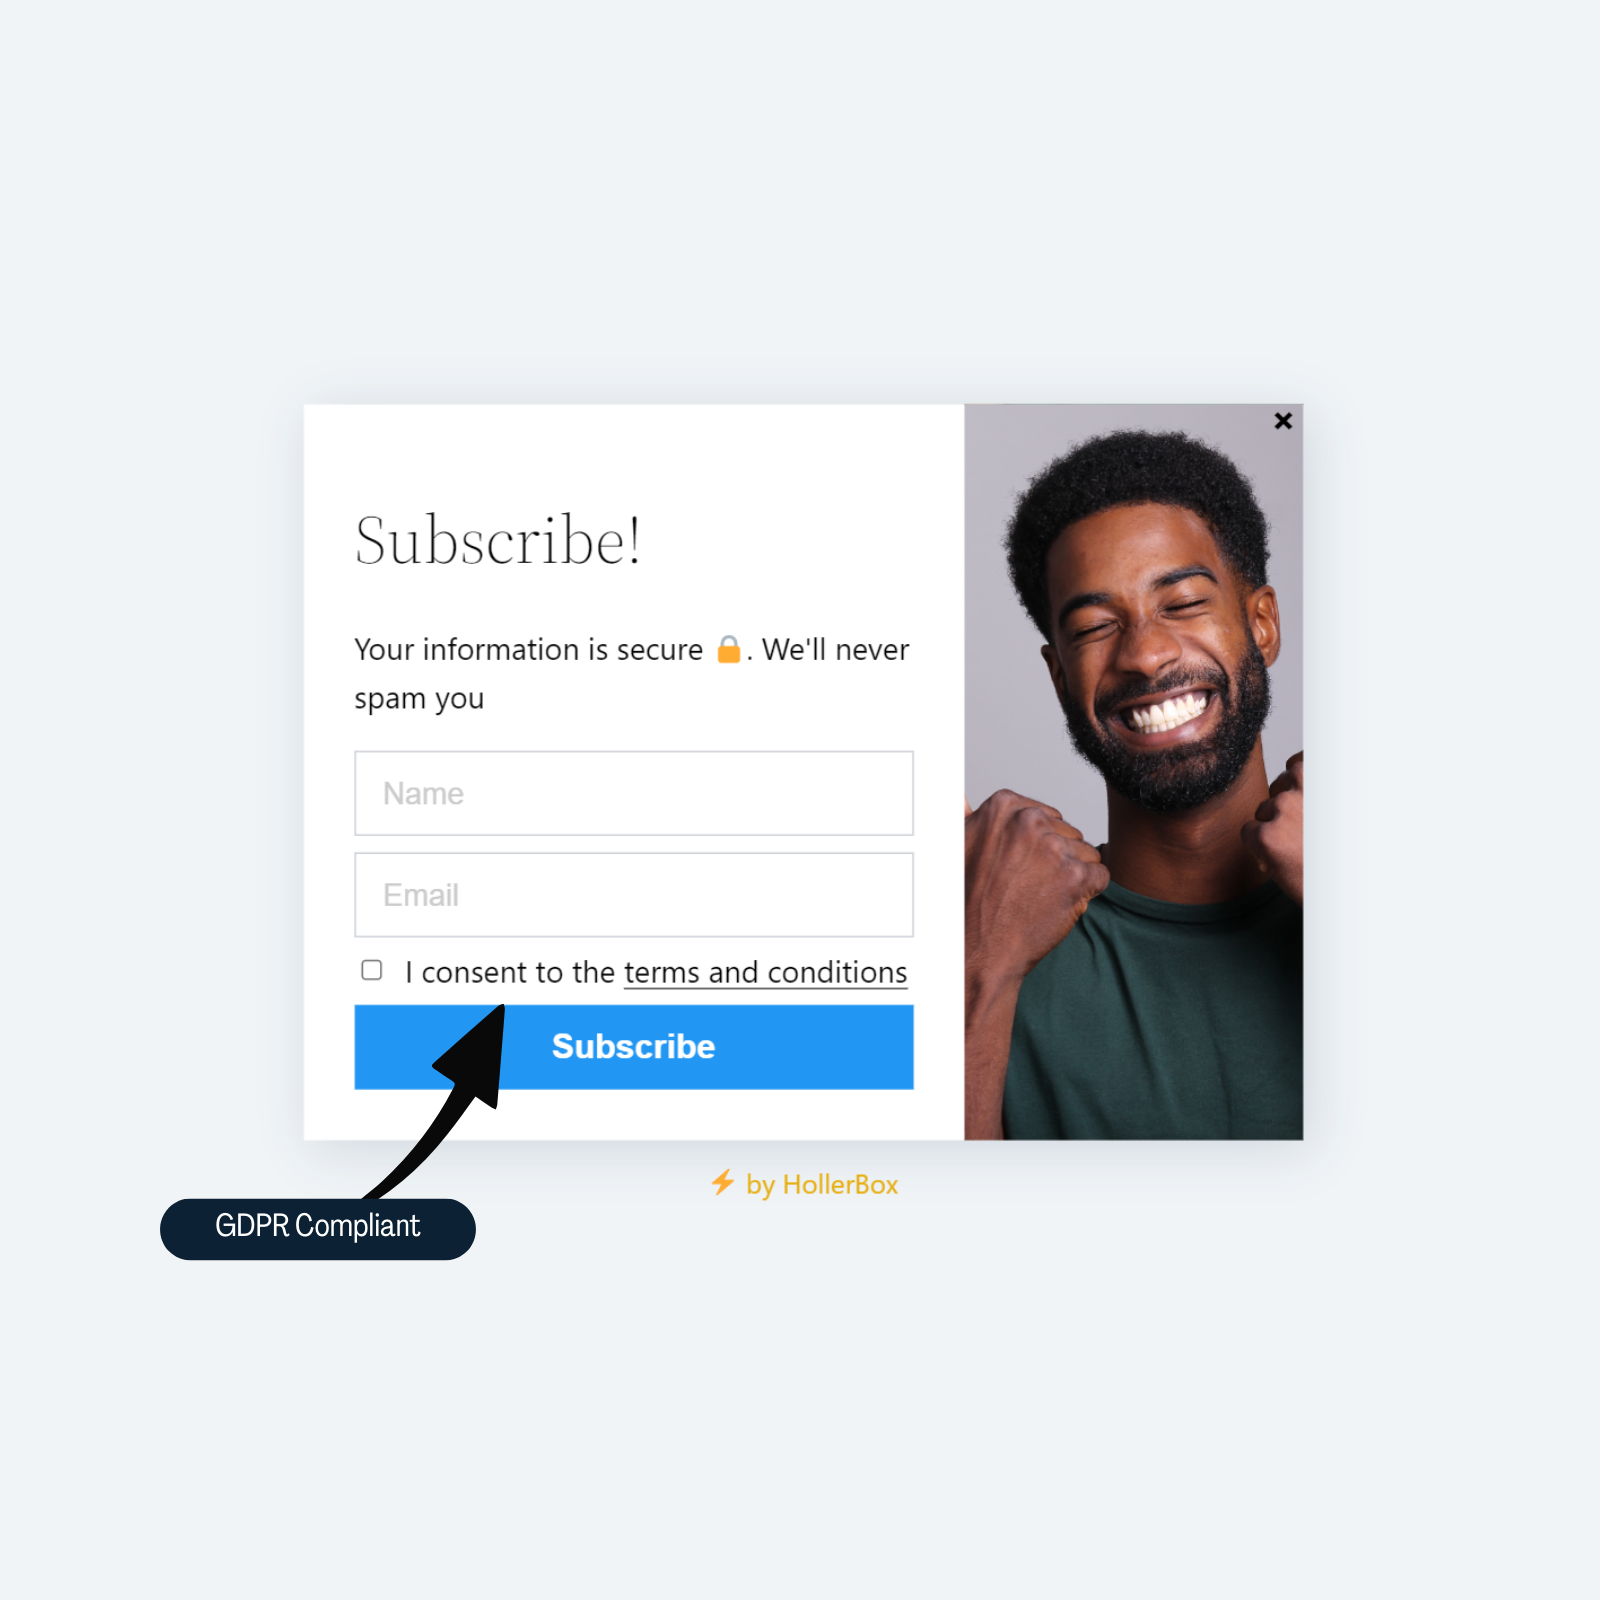 Subscribe!
Your information is secure 🔒. We'll never
spam you
Name
Email
I consent to the terms and conditions
Subscribe
⚡ by HollerBox
GDPR Compliant